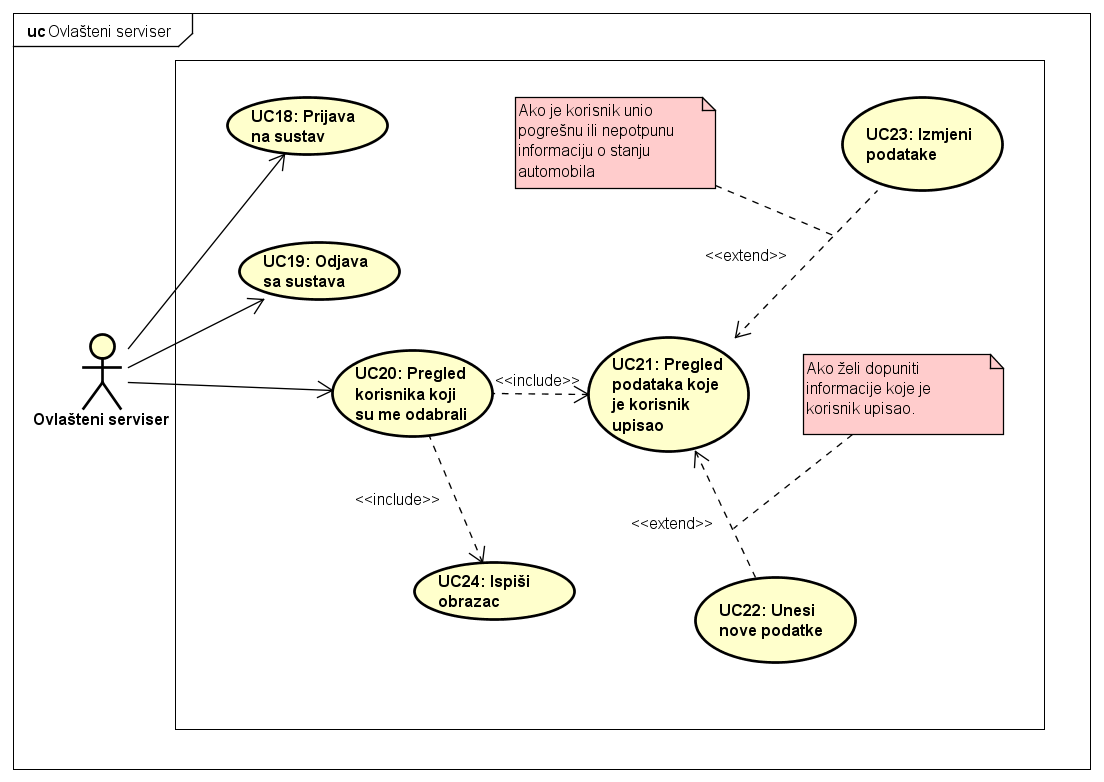 uc Ovlašteni serviser
UC18: Prijava
na sustav
Ako je korisnik unio
pogrešnu ili nepotpunu
informaciju o stanju
automobila
UC23: Izmjeni
podatake
<<extend>>
UC19: Odjava
sa sustava
Ovlašteni serviser
UC20: Pregled
korisnika koji
su me odabrali
<<include>>
UC21: Pregled
podataka koje
je korisnik
upisao
Ako želi dopuniti
informacije koje je
korisnik upisao.
<<include>>
<<extend>>
UC24: Ispiši
obrazac
UC22: Unesi
nove podatke